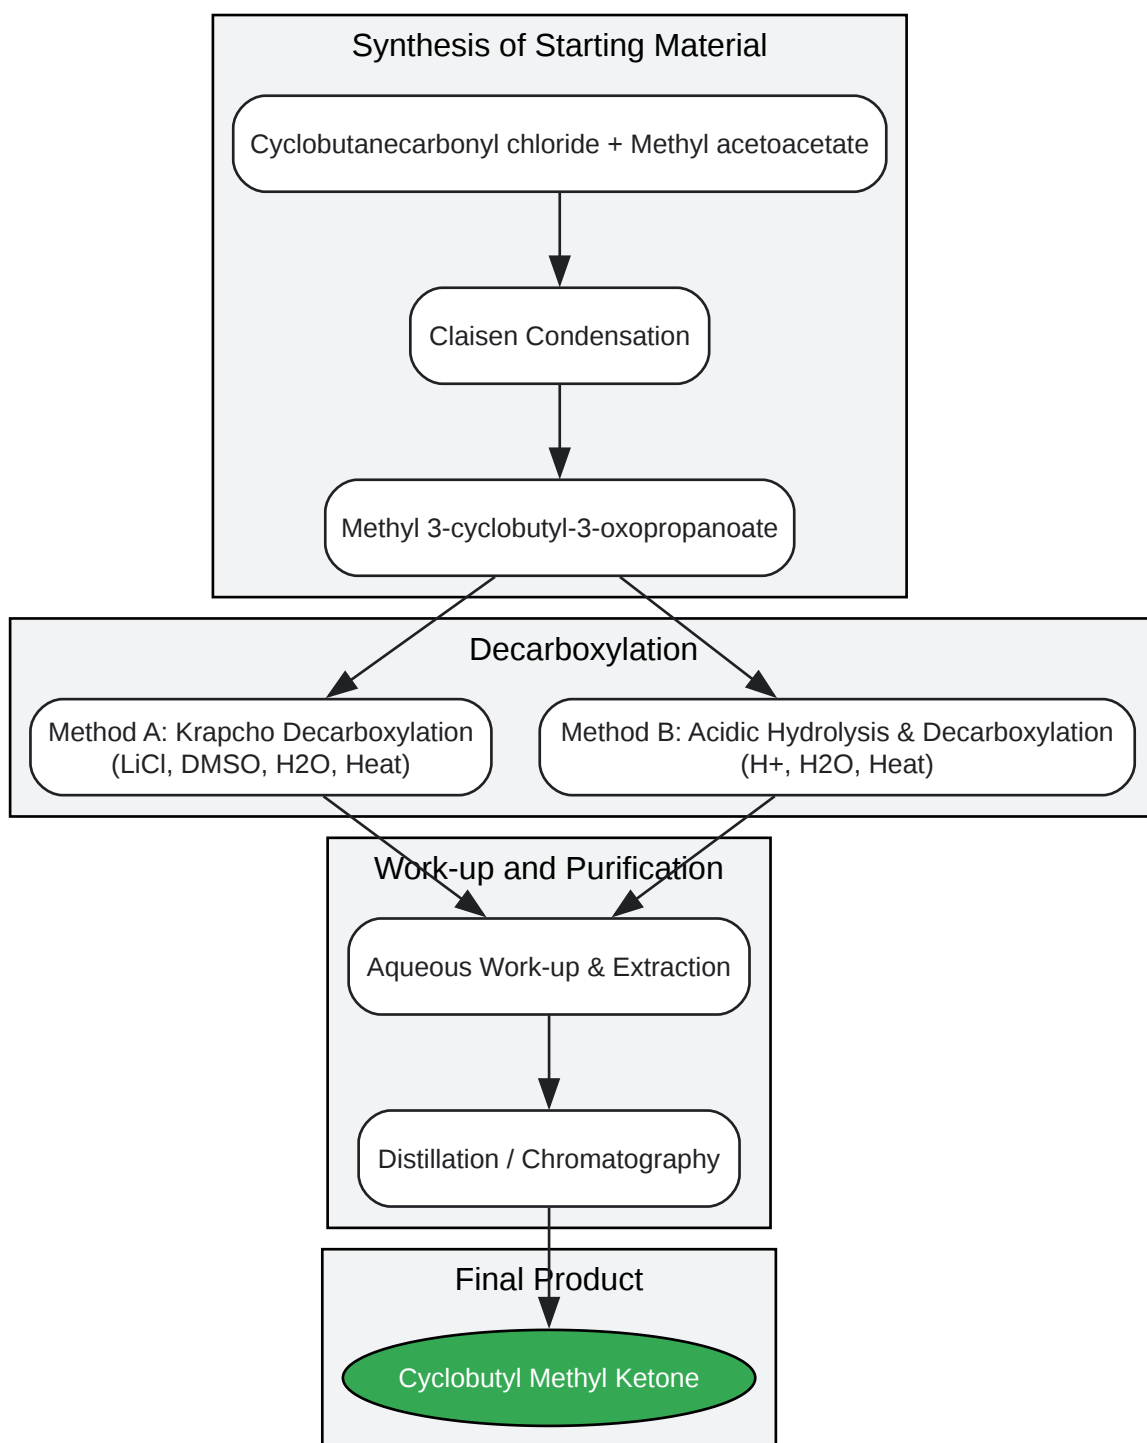 Synthesis of Starting Material
Cyclobutanecarbonyl chloride + Methyl acetoacetate
Claisen Condensation
Methyl 3-cyclobutyl-3-oxopropanoate
Decarboxylation
Method A: Krapcho Decarboxylation
(LiCl, DMSO, H2O, Heat)
Method B: Acidic Hydrolysis & Decarboxylation
(H+, H2O, Heat)
Work-up and Purification
Aqueous Work-up & Extraction
Distillation / Chromatography
Final Product
Cyclobutyl Methyl Ketone